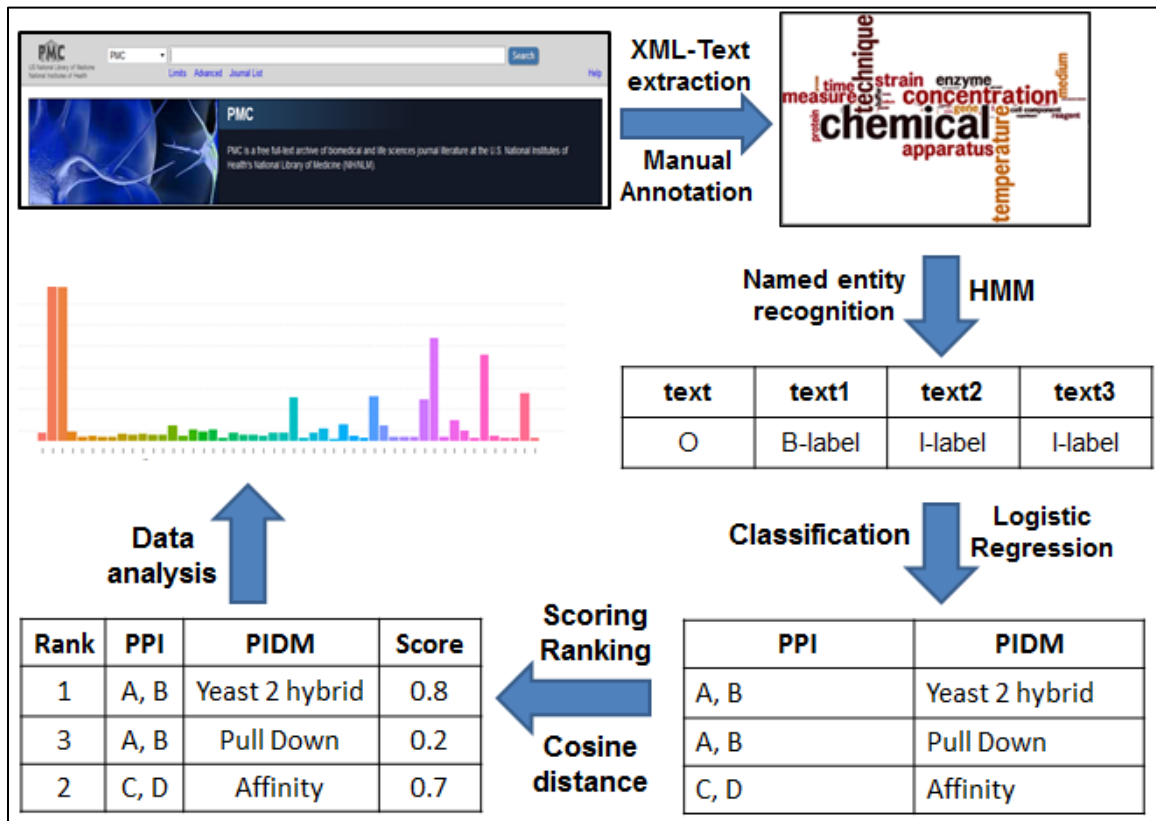 PMC
US National Library of Medicine
National Institutes of Health
PMC
Search
Limits Advanced Journal List
Help
PMC
PMC is a free full-text archive of biomedical and life sciences journal literature at the U.S. National Institutes of
Health's National Library of Medicine (NIH/NLM).
XML-Text
extraction
Manual
Annotation
time
technique
strain
enzyme
medium
measure
concentration
protein
chemical
gene
cell component
reagent
apparatus
temperature
Named entity
recognition
HMM
text text1 text2 text3
O B-label I-label I-label
Classification
Logistic
Regression
PPI PIDM
A, B Yeast 2 hybrid
A, B Pull Down
C, D Affinity
Scoring
Ranking
Cosine
distance
Rank PPI PIDM Score
1 A, B Yeast 2 hybrid 0.8
3 A, B Pull Down 0.2
2 C, D Affinity 0.7
Data
analysis